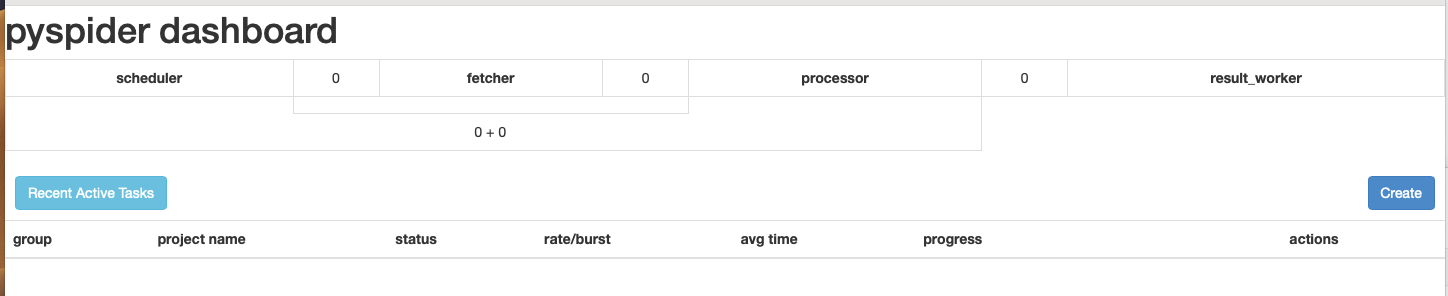 pyspider dashboard
scheduler 0 fetcher 0 processor 0 result_worker
0 + 0
Recent Active Tasks Create
group project name status rate/burst avg time progress actions